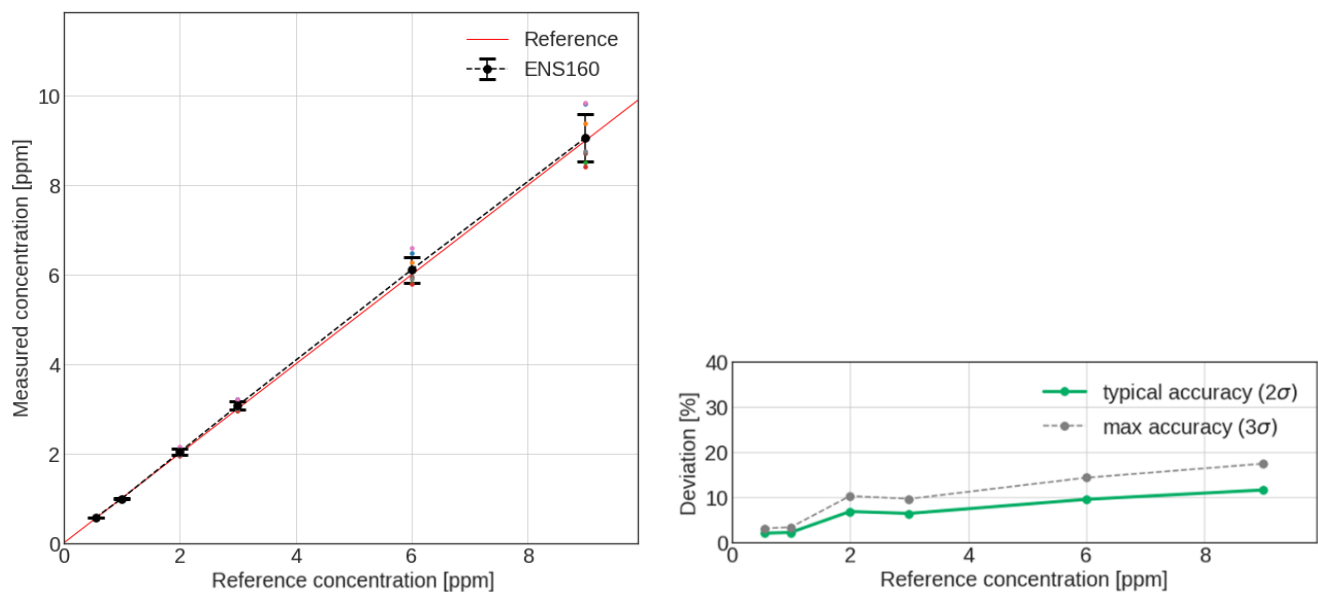 Reference
ENS160
10
8
6
4
2
0
0 2 4 6 8
Measured concentration [ppm]
Reference concentration [ppm]
typical accuracy (2σ)
max accuracy (3σ)
40
30
20
10
0
0 2 4 6 8
Deviation [%]
Reference concentration [ppm]